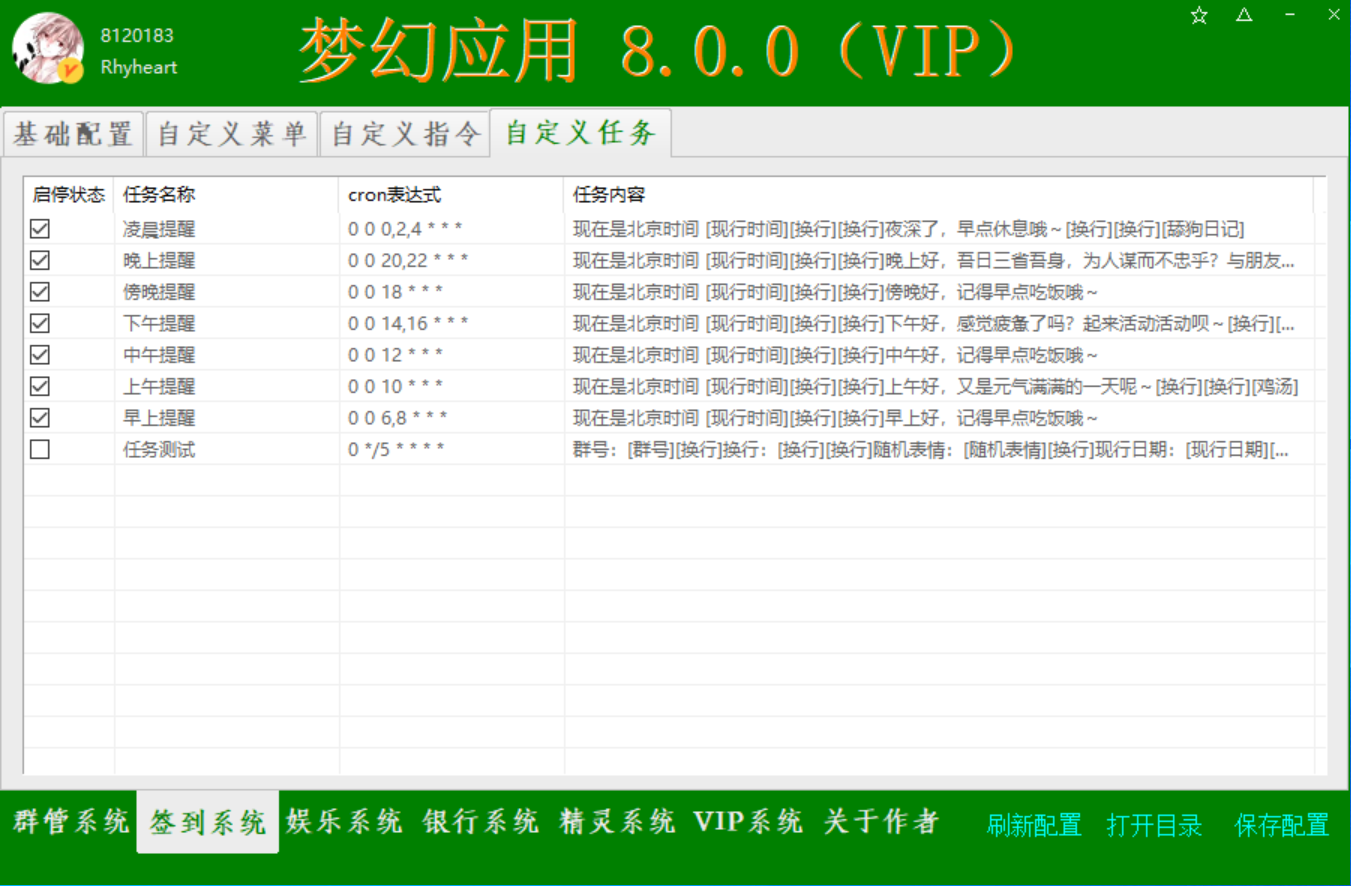 8120183
Rhyheart
梦幻应用 8.0.0（VIP）
基础配置 自定义菜单 自定义指令 自定义任务
启停状态 任务名称 cron表达式 任务内容
凌晨提醒 0 0 0,2,4 * * * 现在是北京时间 [现行时间][换行][换行]夜深了，早点休息哦~[换行][换行][舔狗日记]
晚上提醒 0 0 20,22 * * * 现在是北京时间 [现行时间][换行][换行]晚上好，吾日三省吾身，为人谋而不忠乎？与朋友...
傍晚提醒 0 0 18 * * * 现在是北京时间 [现行时间][换行][换行]傍晚好，记得早点吃饭哦~
下午提醒 0 0 14,16 * * * 现在是北京时间 [现行时间][换行][换行]下午好，感觉疲惫了吗？起来活动活动呗~[换行][...
中午提醒 0 0 12 * * * 现在是北京时间 [现行时间][换行][换行]中午好，记得早点吃饭哦~
上午提醒 0 0 10 * * * 现在是北京时间 [现行时间][换行][换行]上午好，又是元气满满的一天呢~[换行][换行][鸡汤]
早上提醒 0 0 6,8 * * * 现在是北京时间 [现行时间][换行][换行]早上好，记得早点吃饭哦~
任务测试 0 */5 * * * * 群号：[群号][换行]换行：[换行][换行]随机表情：[随机表情][换行]现行日期：[现行日期][...
群管系统 签到系统 娱乐系统 银行系统 精灵系统 VIP系统 关于作者 刷新配置 打开目录 保存配置